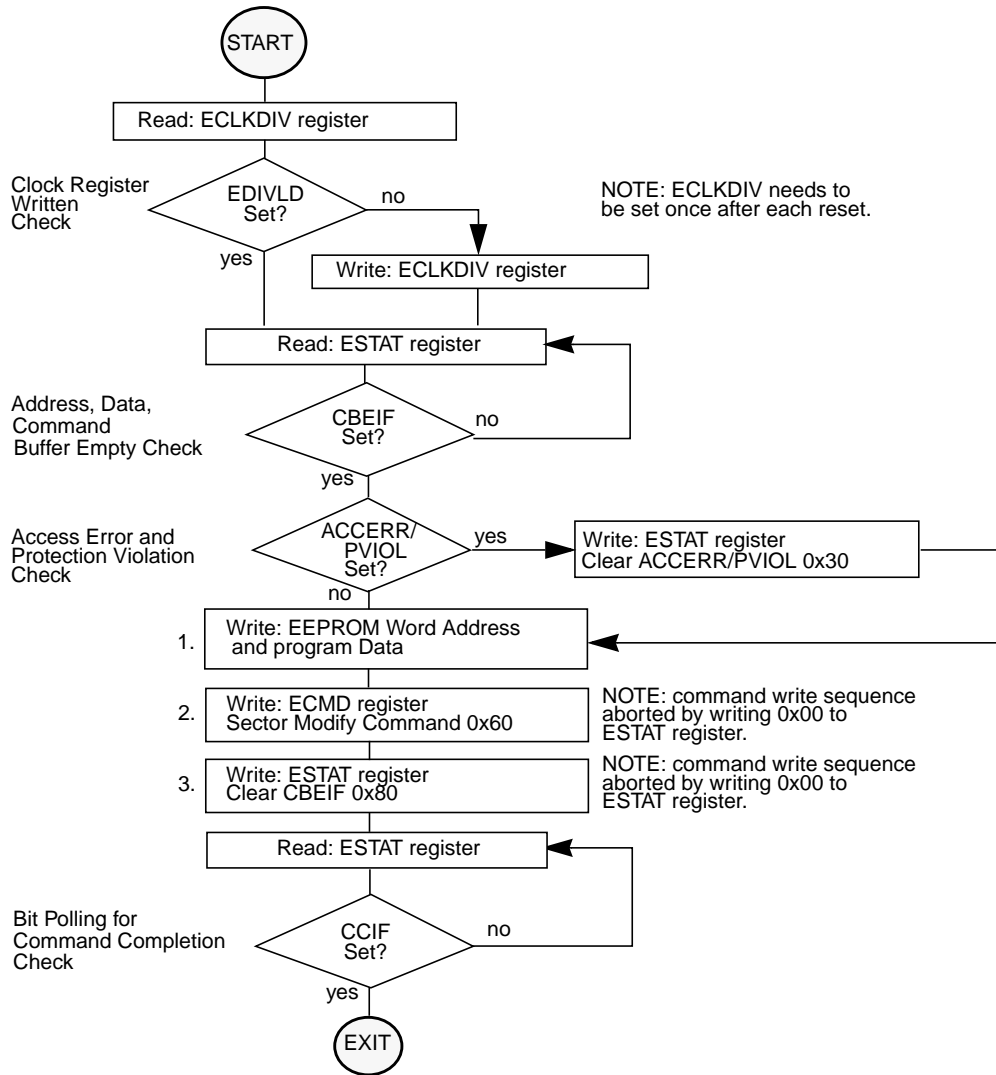 START
Read: ECLKDIV register
Clock Register
Written
Check
EDIVLD
Set?
no
yes
NOTE: ECLKDIV needs to
be set once after each reset.
Write: ECLKDIV register
Read: ESTAT register
Address, Data,
Command
Buffer Empty Check
CBEIF
Set?
no
yes
Access Error and
Protection Violation
Check
ACCERR/
PVIOL
Set?
yes
no
Write: ESTAT register
Clear ACCERR/PVIOL 0x30
1.
Write: EEPROM Word Address
and program Data
2.
Write: ECMD register
Sector Modify Command 0x60
NOTE: command write sequence
aborted by writing 0x00 to
ESTAT register.
3.
Write: ESTAT register
Clear CBEIF 0x80
NOTE: command write sequence
aborted by writing 0x00 to
ESTAT register.
Read: ESTAT register
Bit Polling for
Command Completion
Check
CCIF
Set?
no
yes
EXIT